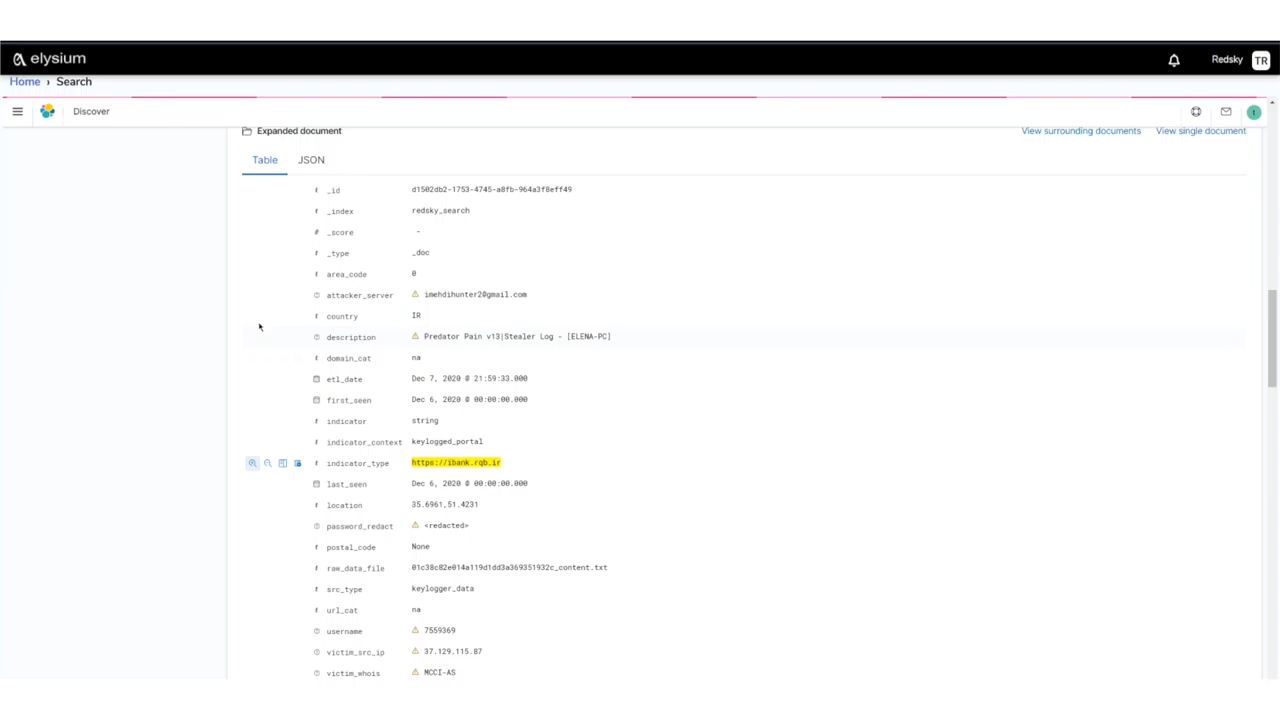 elysium
Redsky TR
Home › Search
Discover
t
Expanded document
View surrounding documents View single document
Table JSON
t _id d1502db2-1753-4745-a8fb-964a3f8eff49
t _index redsky_search
# _score -
t _type _doc
t area_code 0
attacker_server imehdihunter2@gmail.com
t country IR
description Predator Pain v13|Stealer Log - [ELENA-PC]
t domain_cat na
etl_date Dec 7, 2020 @ 21:59:33.000
first_seen Dec 6, 2020 @ 00:00:00.000
t indicator string
t indicator_context keylogged_portal
t indicator_type https://ibank.rqb.ir
last_seen Dec 6, 2020 @ 00:00:00.000
t location 35.6961,51.4231
password_redact <redacted>
t postal_code None
t raw_data_file 01c38c82e014a119d1dd3a369351932c_content.txt
t src_type keylogger_data
t url_cat na
username 7559369
victim_src_ip 37.129.115.87
victim_whois MCCI-AS